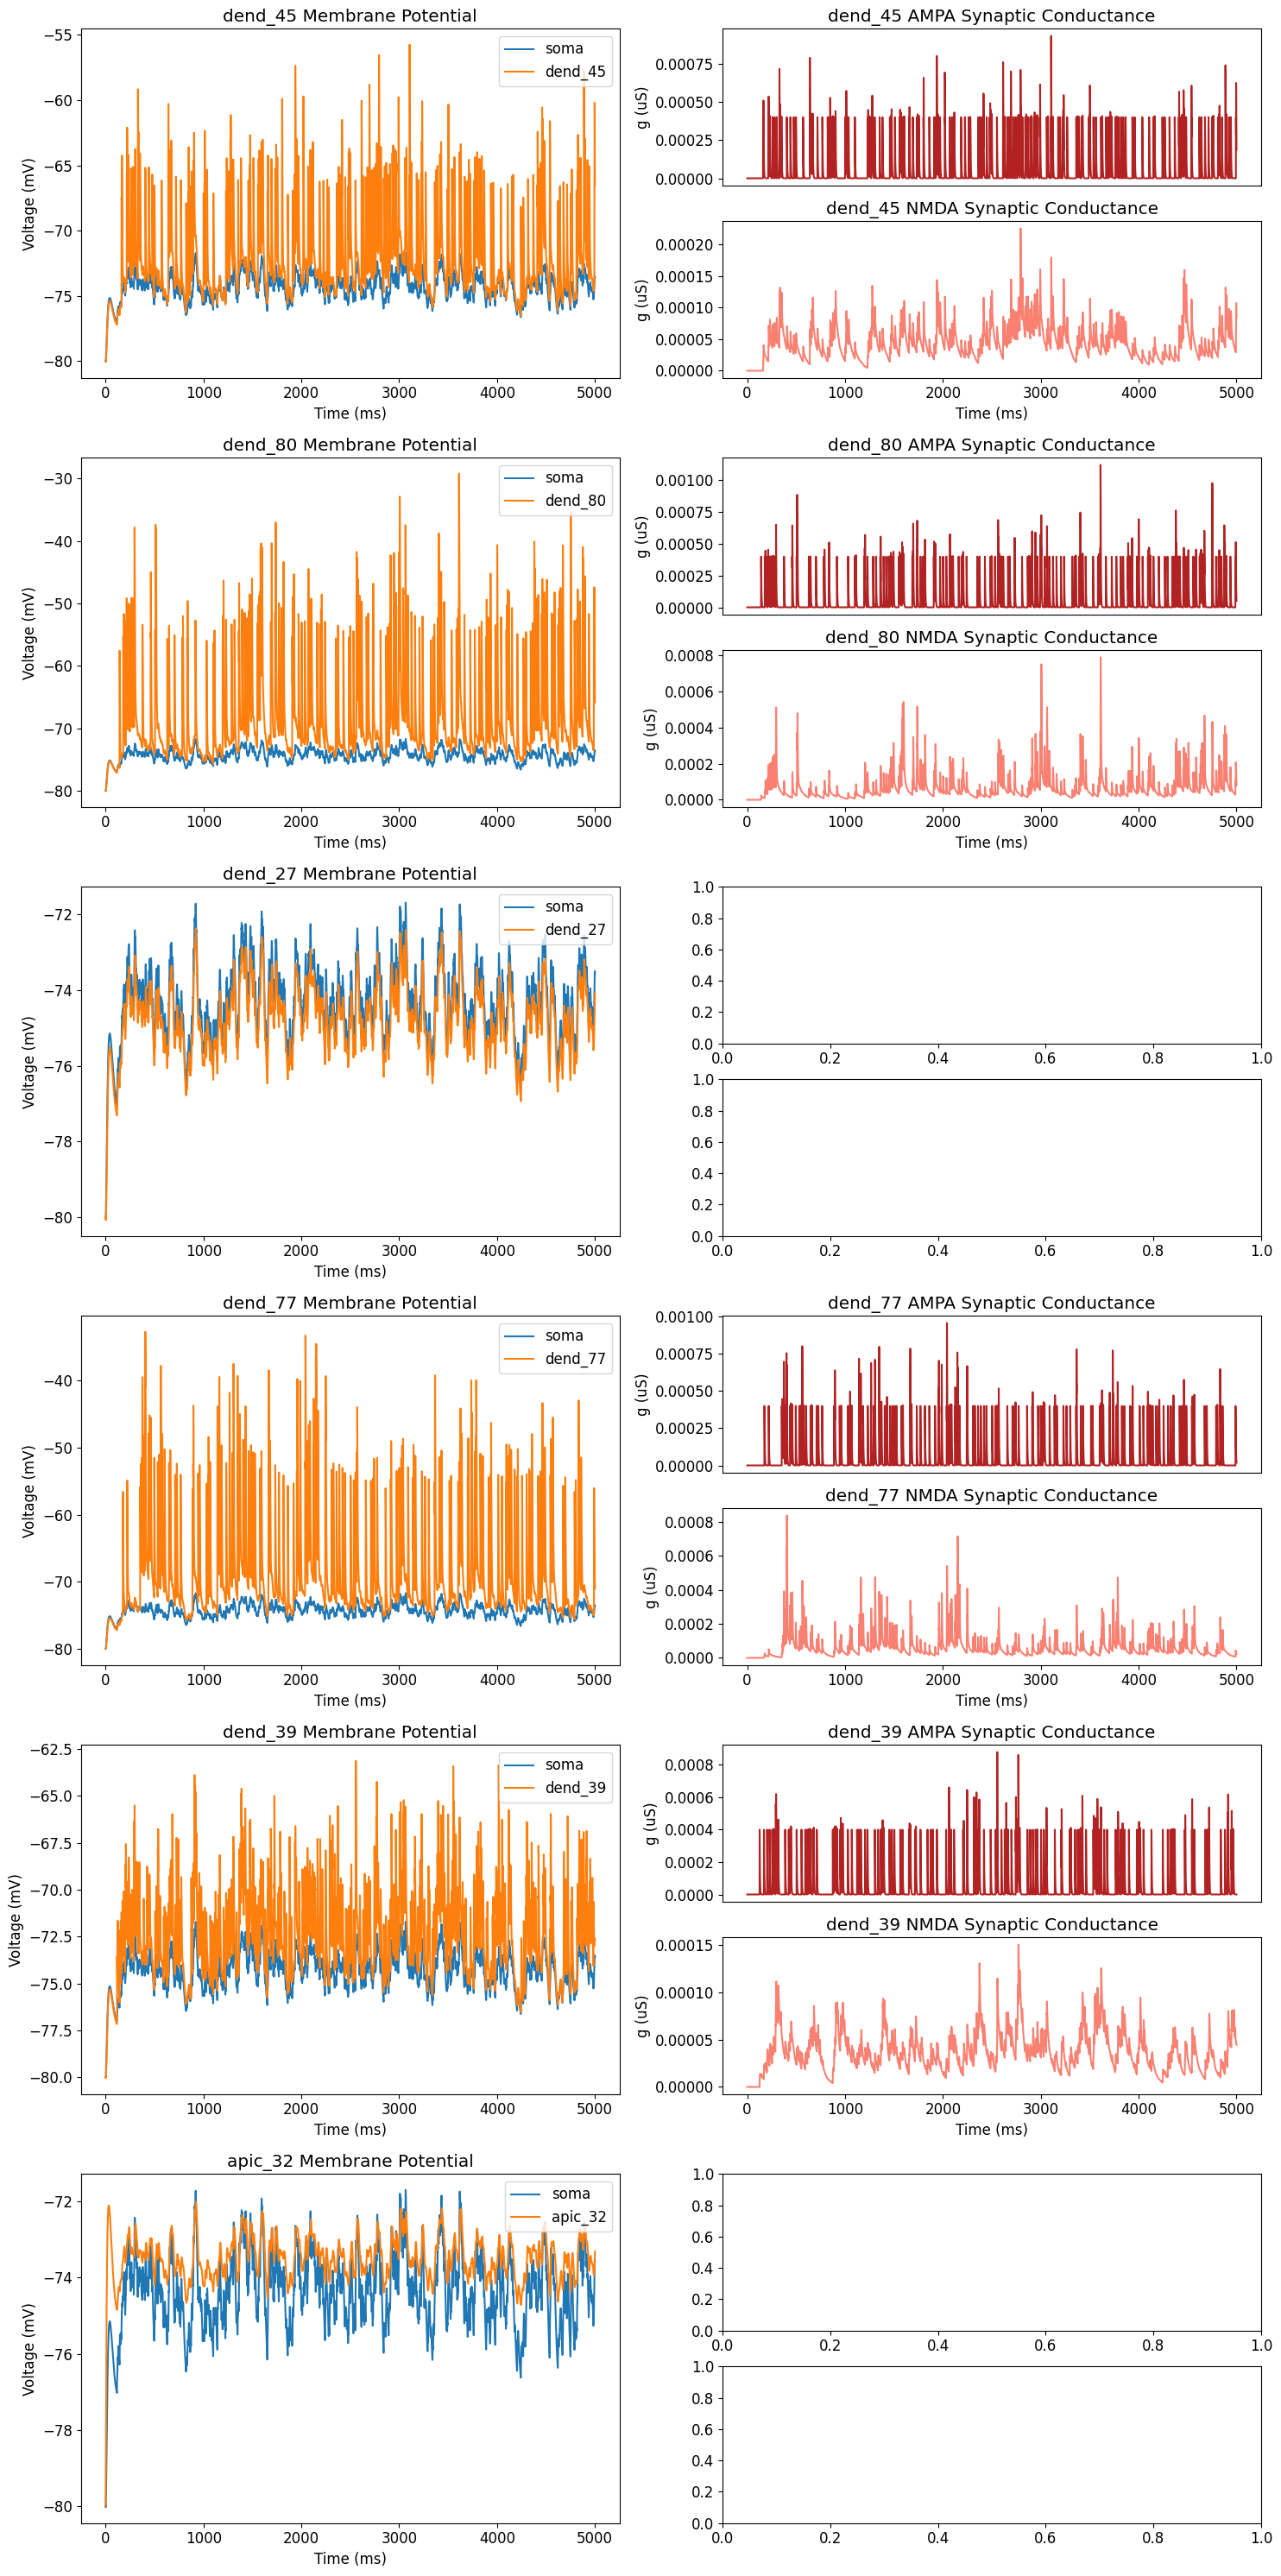 dend_45 Membrane Potential
−55
−60
−65
−70
−75
−80
Voltage (mV)
soma
dend_45
0 1000 2000 3000 4000 5000
Time (ms)
dend_45 AMPA Synaptic Conductance
0.00075
0.00050
0.00025
0.00000
g (uS)
dend_45 NMDA Synaptic Conductance
0.00020
0.00015
0.00010
0.00005
0.00000
g (uS)
0 1000 2000 3000 4000 5000
Time (ms)
dend_80 Membrane Potential
−30
−40
−50
−60
−70
−80
Voltage (mV)
soma
dend_80
0 1000 2000 3000 4000 5000
Time (ms)
dend_80 AMPA Synaptic Conductance
0.00100
0.00075
0.00050
0.00025
0.00000
g (uS)
dend_80 NMDA Synaptic Conductance
0.0008
0.0006
0.0004
0.0002
0.0000
g (uS)
0 1000 2000 3000 4000 5000
Time (ms)
dend_27 Membrane Potential
−72
−74
−76
−78
−80
Voltage (mV)
soma
dend_27
0 1000 2000 3000 4000 5000
Time (ms)
1.0
0.8
0.6
0.4
0.2
0.0
0.0 0.2 0.4 0.6 0.8 1.0
1.0
0.8
0.6
0.4
0.2
0.0
0.0 0.2 0.4 0.6 0.8 1.0
dend_77 Membrane Potential
−40
−50
−60
−70
−80
Voltage (mV)
soma
dend_77
0 1000 2000 3000 4000 5000
Time (ms)
dend_77 AMPA Synaptic Conductance
0.00100
0.00075
0.00050
0.00025
0.00000
g (uS)
dend_77 NMDA Synaptic Conductance
0.0008
0.0006
0.0004
0.0002
0.0000
g (uS)
0 1000 2000 3000 4000 5000
Time (ms)
dend_39 Membrane Potential
−62.5
−65.0
−67.5
−70.0
−72.5
−75.0
−77.5
−80.0
Voltage (mV)
soma
dend_39
0 1000 2000 3000 4000 5000
Time (ms)
dend_39 AMPA Synaptic Conductance
0.0008
0.0006
0.0004
0.0002
0.0000
g (uS)
dend_39 NMDA Synaptic Conductance
0.00015
0.00010
0.00005
0.00000
g (uS)
0 1000 2000 3000 4000 5000
Time (ms)
apic_32 Membrane Potential
−72
−74
−76
−78
−80
Voltage (mV)
soma
apic_32
0 1000 2000 3000 4000 5000
Time (ms)
1.0
0.8
0.6
0.4
0.2
0.0
0.0 0.2 0.4 0.6 0.8 1.0
1.0
0.8
0.6
0.4
0.2
0.0
0.0 0.2 0.4 0.6 0.8 1.0